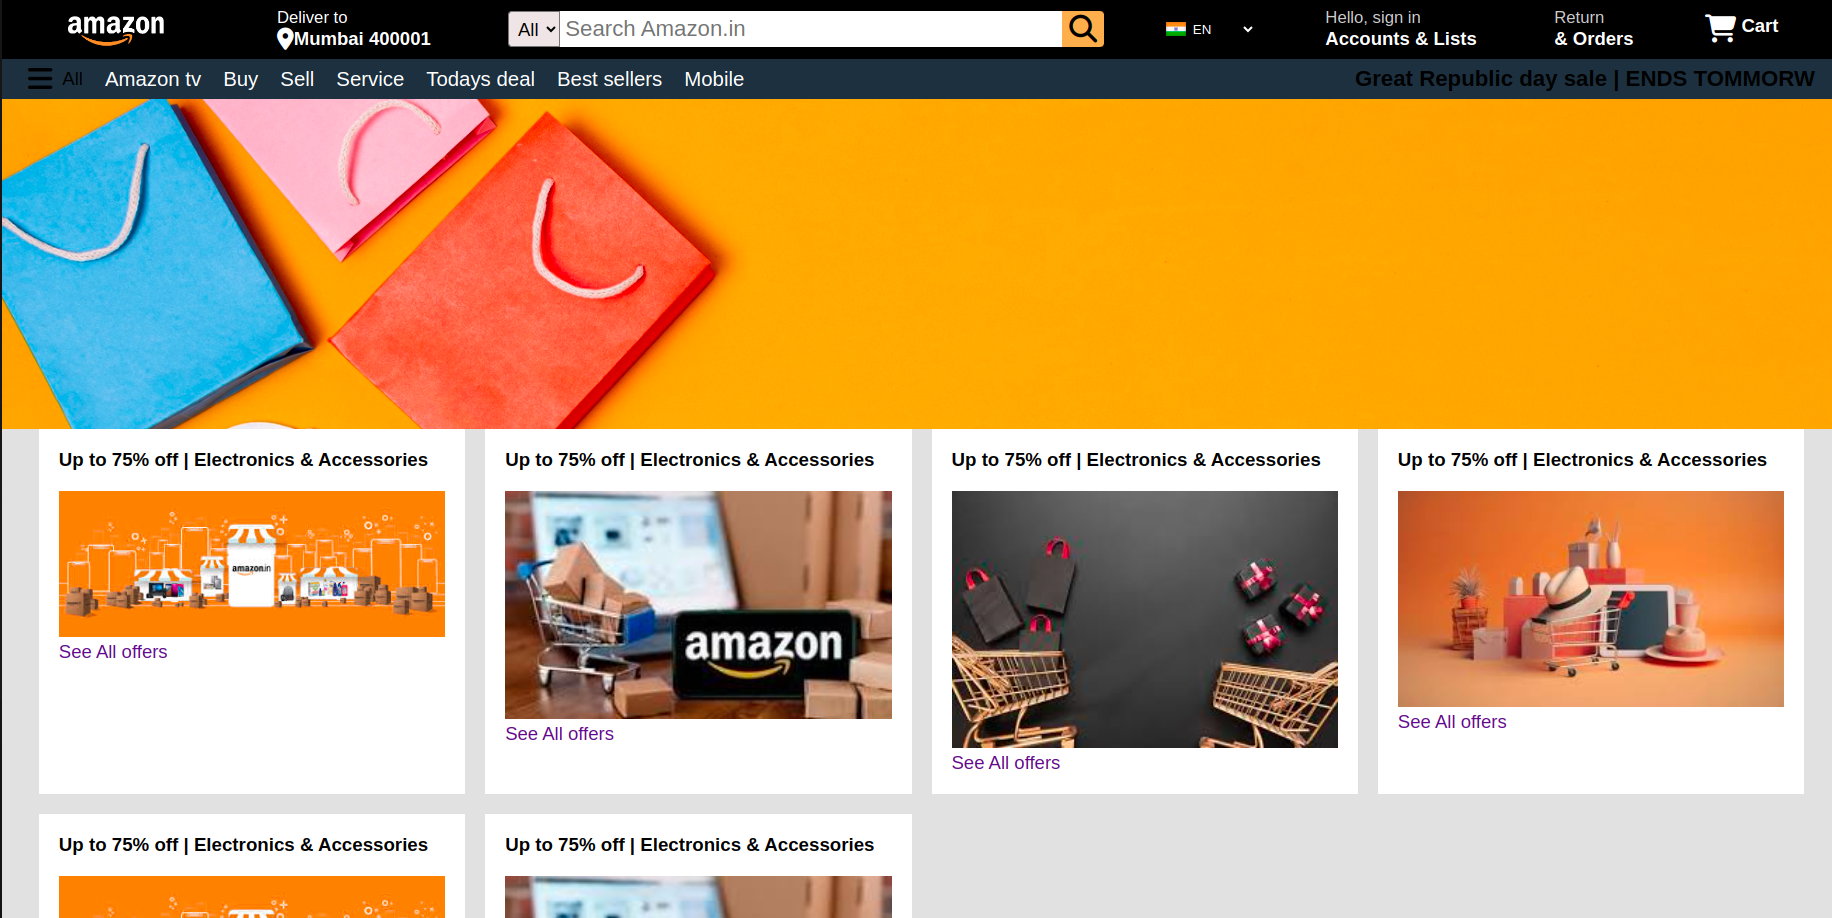 amazon
Deliver to
Mumbai 400001
All
Search Amazon.in
EN
Hello, sign in
Accounts & Lists
Return
& Orders
Cart
All Amazon tv Buy Sell Service Todays deal Best sellers Mobile
Great Republic day sale | ENDS TOMMORW
Up to 75% off | Electronics & Accessories
amazon.in
See All offers
Up to 75% off | Electronics & Accessories
amazon
See All offers
Up to 75% off | Electronics & Accessories
See All offers
Up to 75% off | Electronics & Accessories
See All offers
Up to 75% off | Electronics & Accessories
Up to 75% off | Electronics & Accessories